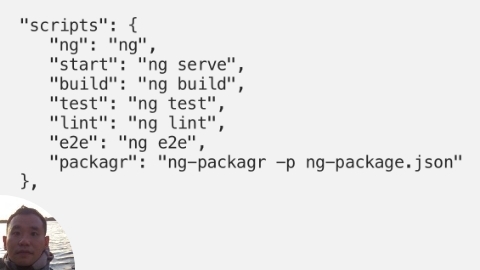 "scripts": {
"ng": "ng",
"start": "ng serve",
"build": "ng build",
"test": "ng test",
"lint": "ng lint",
"e2e": "ng e2e",
"packagr": "ng-packagr -p ng-package.json"
},